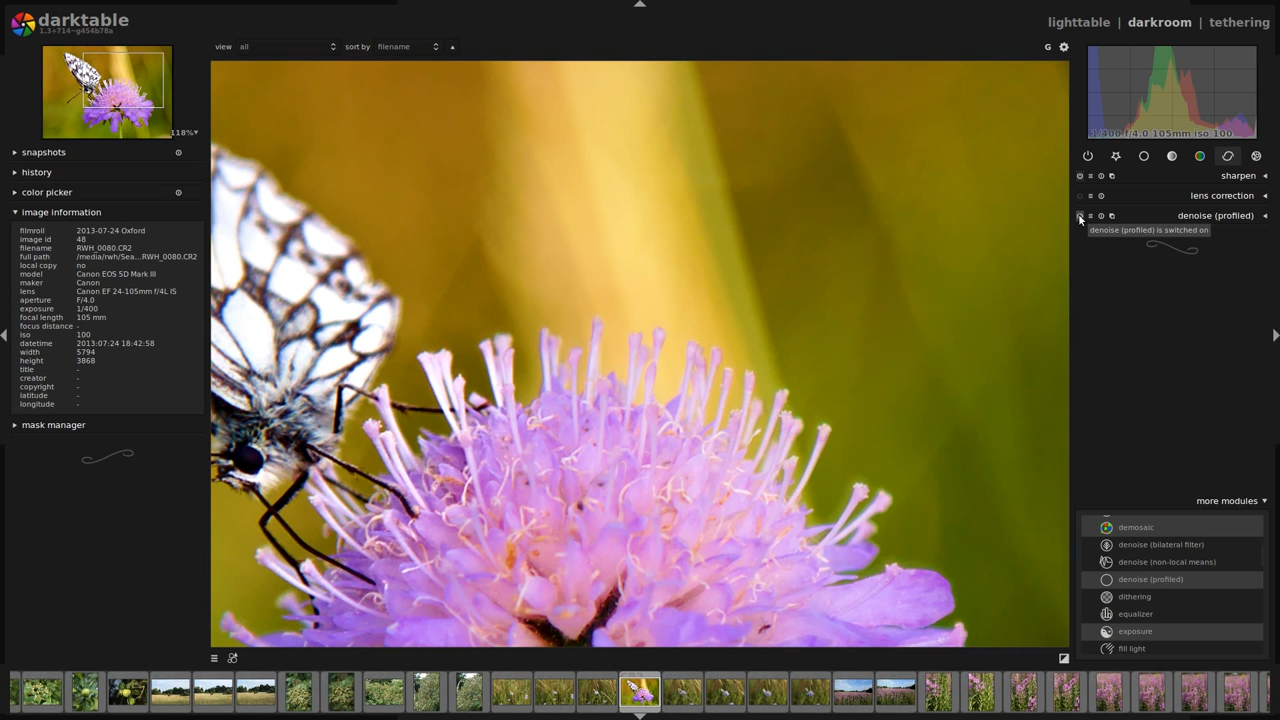 darktable
1.3+714~g454b78a
lighttable | darkroom | tethering
view all sort by filename
G
118%
1/400 f/4.0 105mm iso 100
snapshots
history
color picker
image information
filmroll 2013-07-24 Oxford
image id 48
filename RWH_0080.CR2
full path /media/rwh/Sea...RWH_0080.CR2
local copy no
model Canon EOS 5D Mark III
maker Canon
lens Canon EF 24-105mm f/4L IS
aperture F/4.0
exposure 1/400
focal length 105 mm
focus distance -
iso 100
datetime 2013:07:24 18:42:58
width 5794
height 3868
title -
creator -
copyright -
latitude -
longitude -
mask manager
sharpen
lens correction
denoise (profiled)
denoise (profiled) is switched on
more modules
demosaic
denoise (bilateral filter)
denoise (non-local means)
denoise (profiled)
dithering
equalizer
exposure
fill light